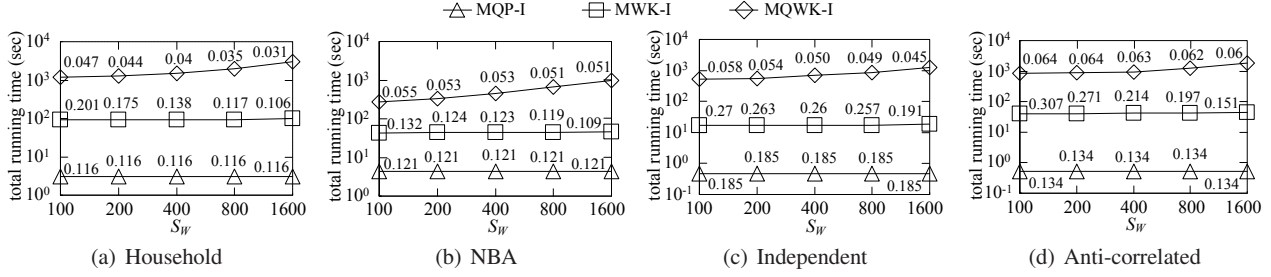 MQP-I MWK-I MQWK-I
total running time (sec)
10^4
10^3
10^2
10^1
10^0
0.047 0.044 0.04 0.035 0.031
0.201 0.175 0.138 0.117 0.106
0.116 0.116 0.116 0.116 0.116
100 200 400 800 1600
S_W
(a) Household
total running time (sec)
10^4
10^3
10^2
10^1
10^0
0.055 0.053 0.053 0.051 0.051
0.132 0.124 0.123 0.119 0.109
0.121 0.121 0.121 0.121 0.121
100 200 400 800 1600
S_W
(b) NBA
total running time (sec)
10^4
10^3
10^2
10^1
10^0
10^-1
0.058 0.054 0.050 0.049 0.045
0.27 0.263 0.26 0.257 0.191
0.185 0.185 0.185 0.185 0.185
100 200 400 800 1600
S_W
(c) Independent
total running time (sec)
10^4
10^3
10^2
10^1
10^0
10^-1
0.064 0.064 0.063 0.062 0.06
0.307 0.271 0.214 0.197 0.151
0.134 0.134 0.134 0.134 0.134
100 200 400 800 1600
S_W
(d) Anti-correlated